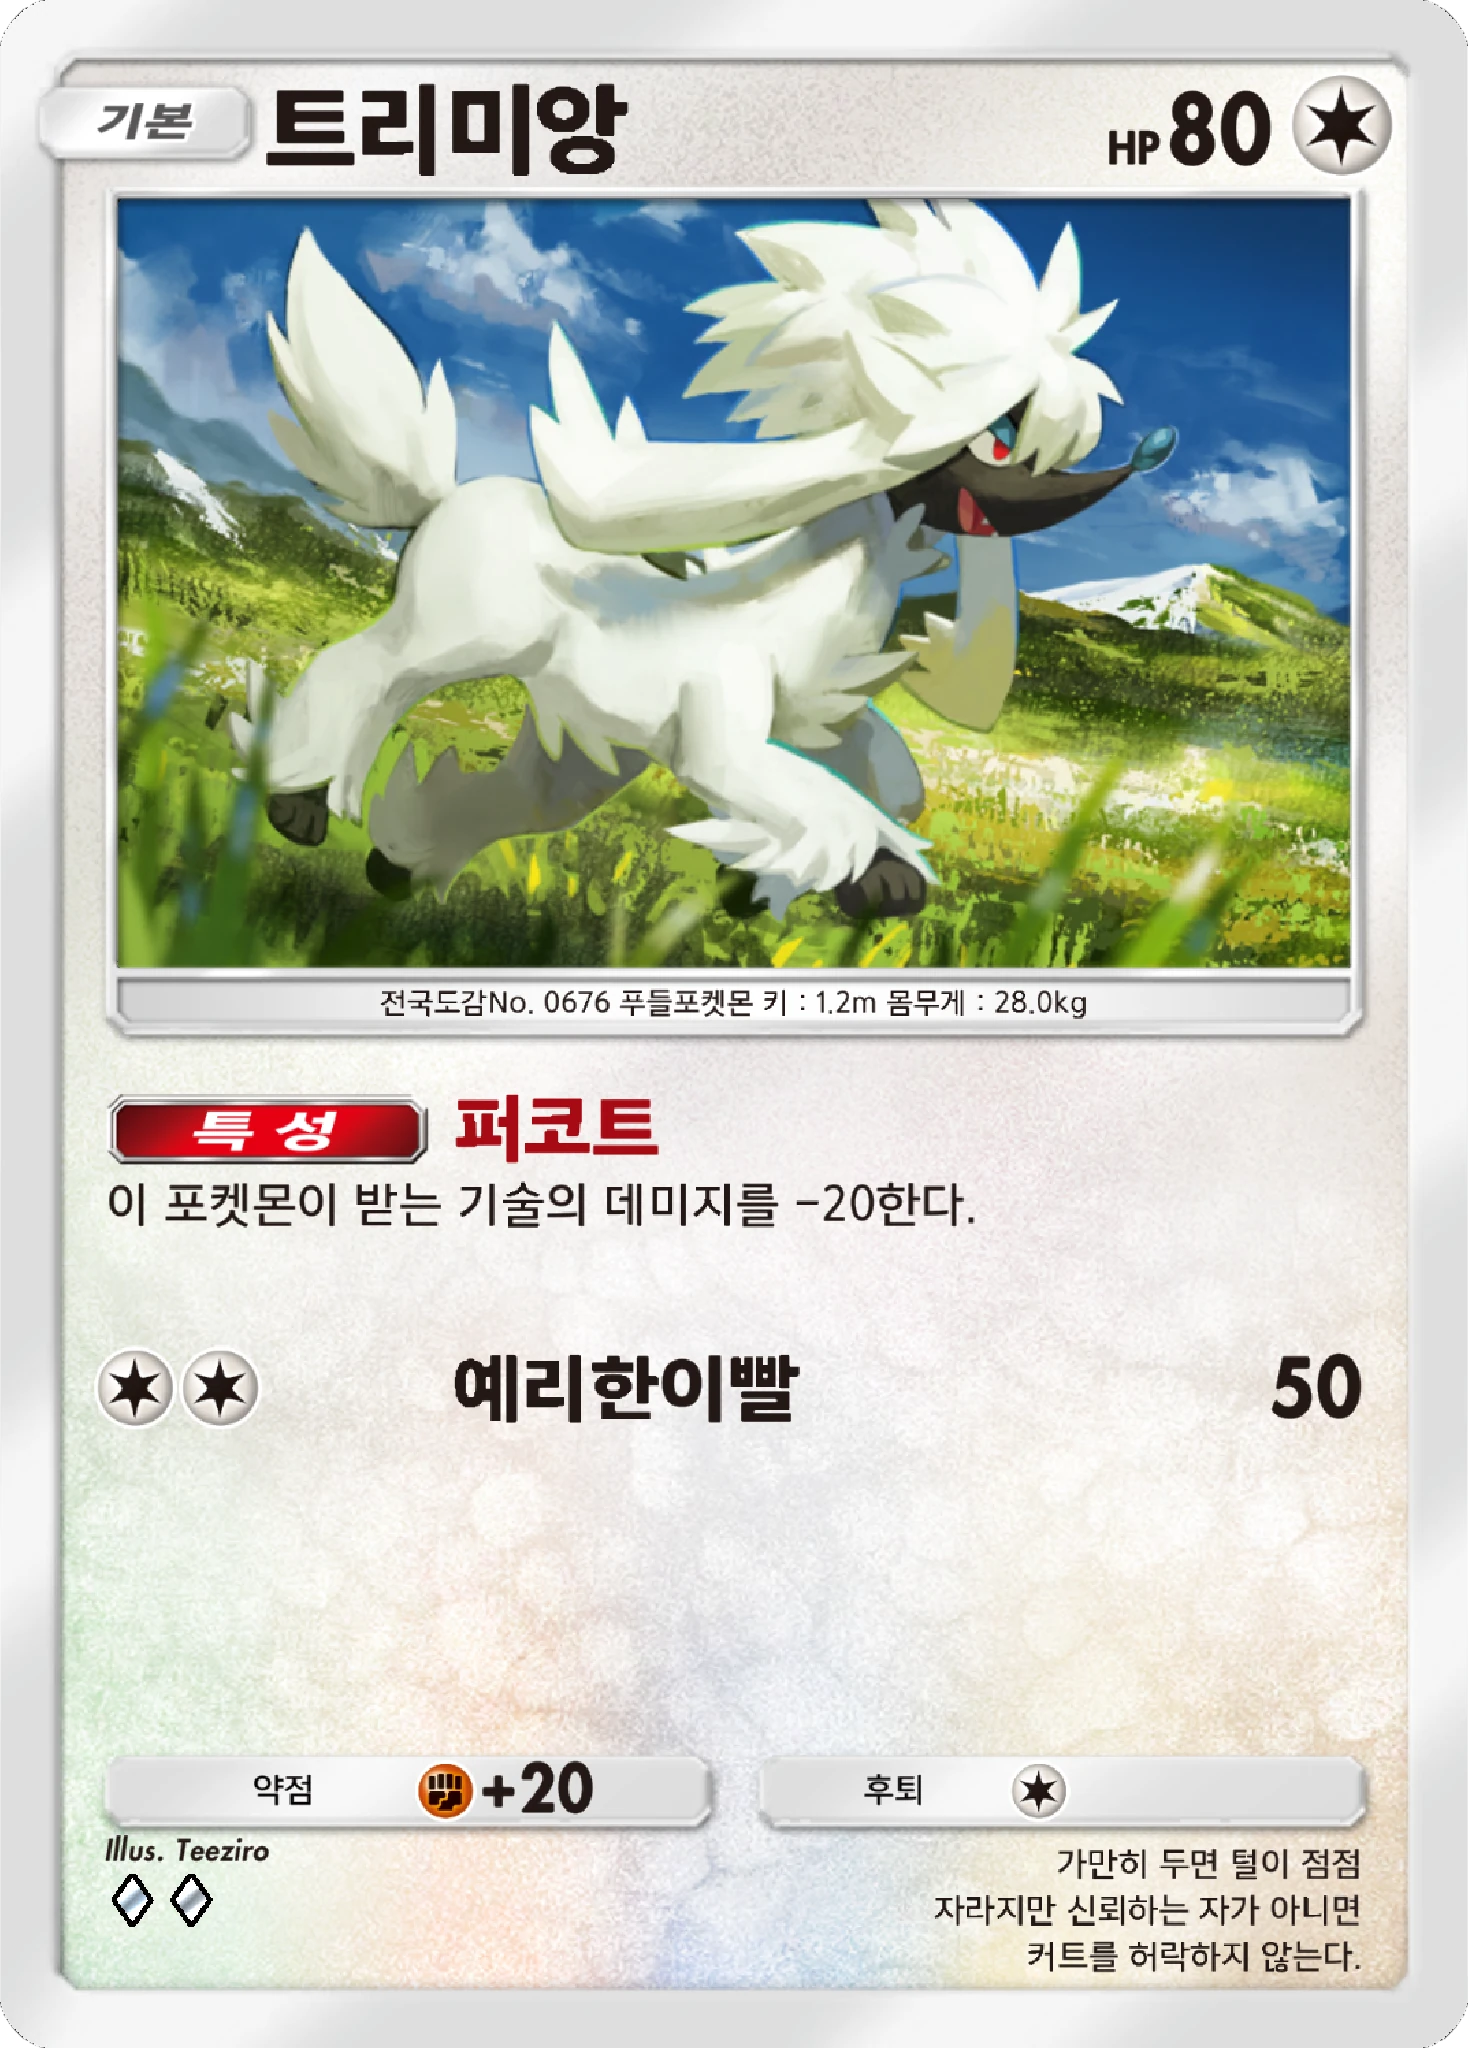 기본 트리미앙 HP 80
전국도감No. 0676 푸들포켓몬 키 : 1.2m 몸무게 : 28.0kg
특성 퍼코트
이 포켓몬이 받는 기술의 데미지를 -20한다.
예리한이빨 50
약점 +20 후퇴
Illus. Teeziro
가만히 두면 털이 점점
자라지만 신뢰하는 자가 아니면
커트를 허락하지 않는다.